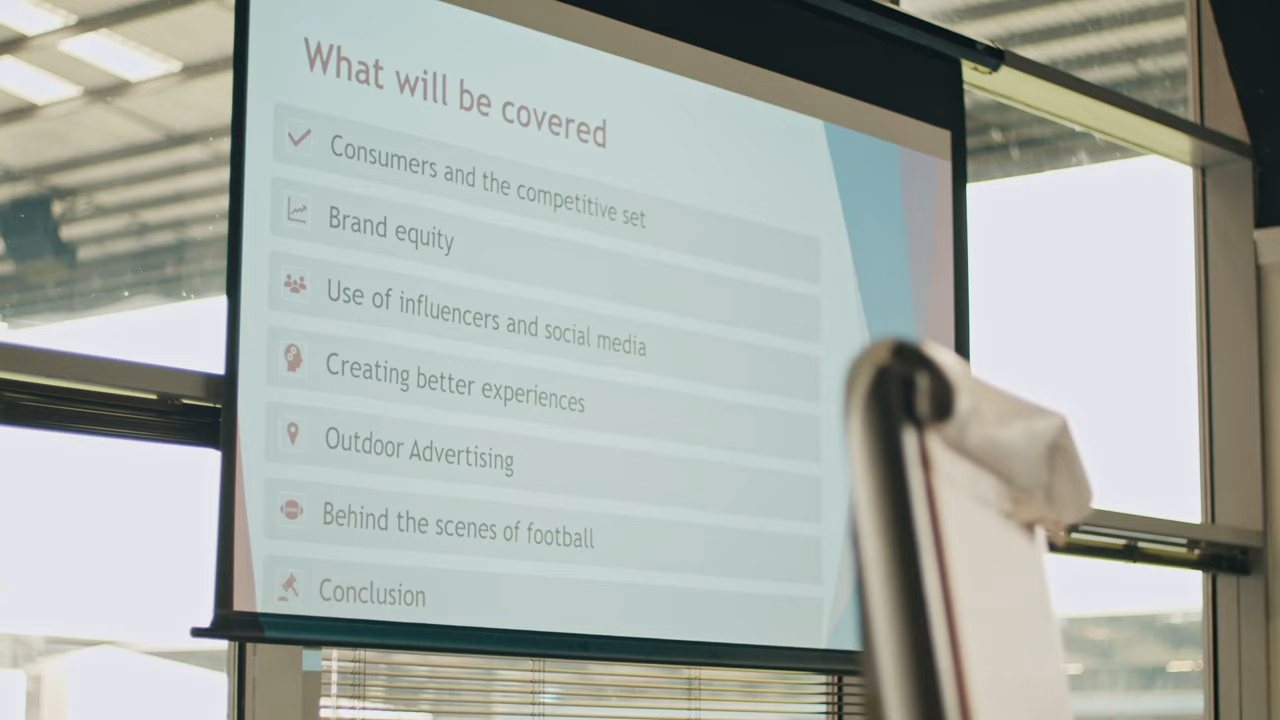 What will be covered
Consumers and the competitive set
Brand equity
Use of influencers and social media
Creating better experiences
Outdoor Advertising
Behind the scenes of football
Conclusion